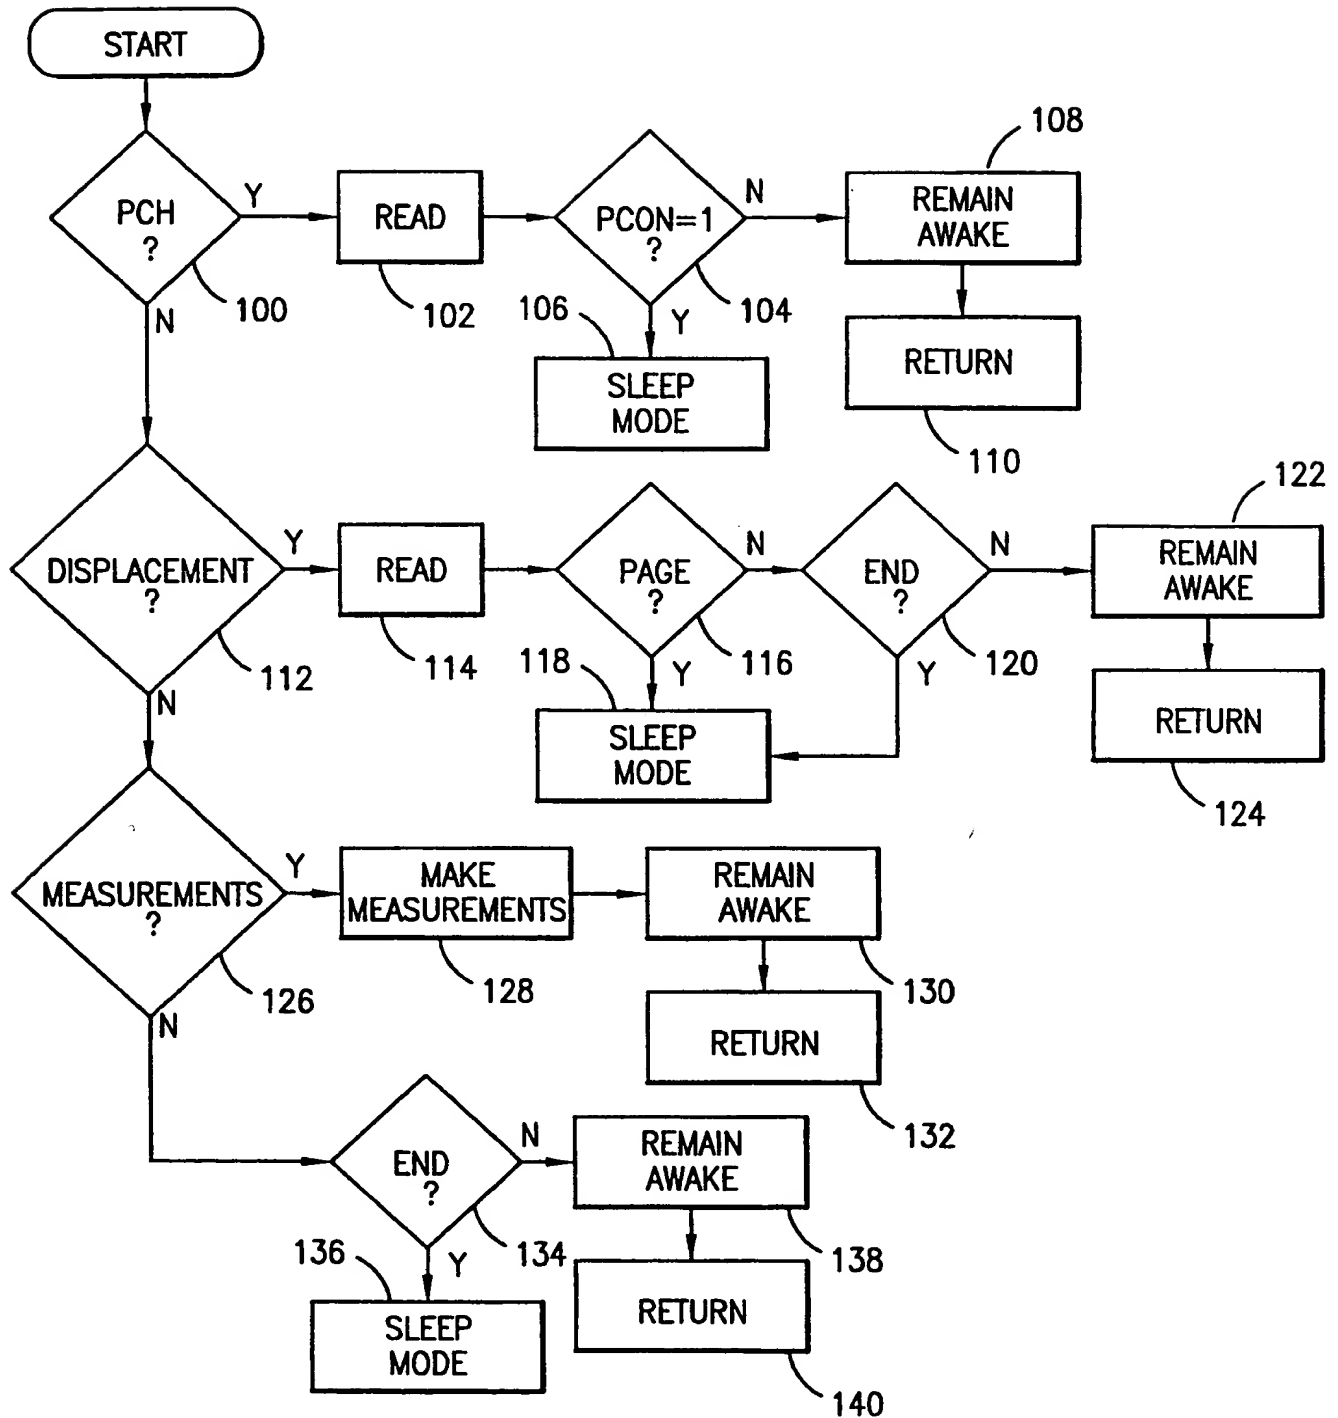 START
108
PCH
?
Y
READ
PCON=1
?
N
REMAIN
AWAKE
100
102
104
N
106
Y
SLEEP
MODE
RETURN
110
122
DISPLACEMENT
?
Y
READ
PAGE
?
N
END
?
N
REMAIN
AWAKE
112
114
116
120
N
118
Y
Y
SLEEP
MODE
RETURN
124
MEASUREMENTS
?
Y
MAKE
MEASUREMENTS
REMAIN
AWAKE
126
128
130
N
RETURN
132
END
?
N
REMAIN
AWAKE
134
138
136
Y
SLEEP
MODE
RETURN
140